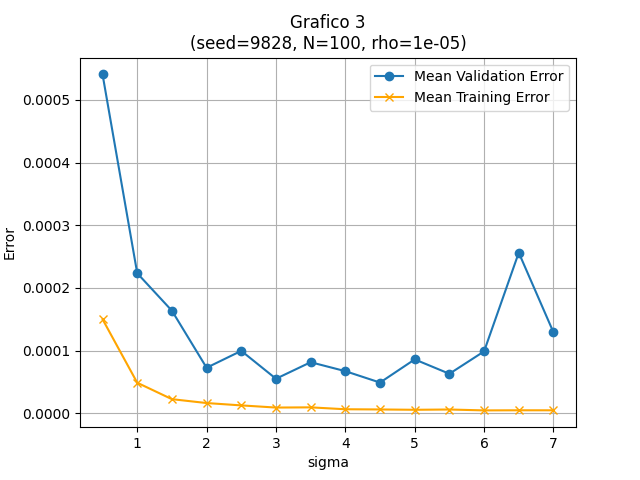 Grafico 3
(seed=9828, N=100, rho=1e-05)
Mean Validation Error
Mean Training Error
Error
0.0005
0.0004
0.0003
0.0002
0.0001
0.0000
1 2 3 4 5 6 7
sigma